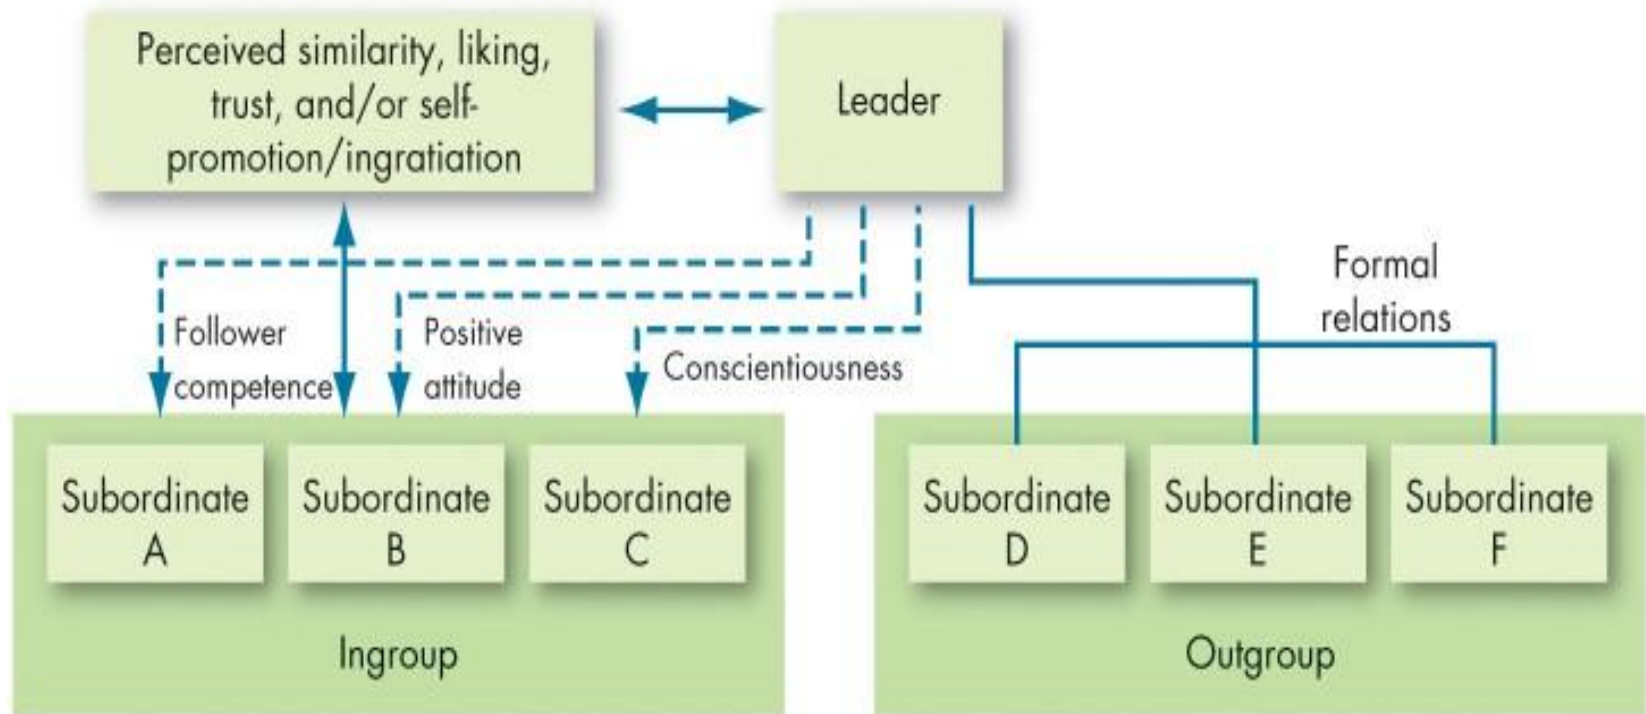 Perceived similarity, liking,
trust, and/or self-
promotion/ingratiation
Leader
Formal
relations
Follower
competence
Positive
attitude
Conscientiousness
Subordinate
A
Subordinate
B
Subordinate
C
Subordinate
D
Subordinate
E
Subordinate
F
Ingroup
Outgroup